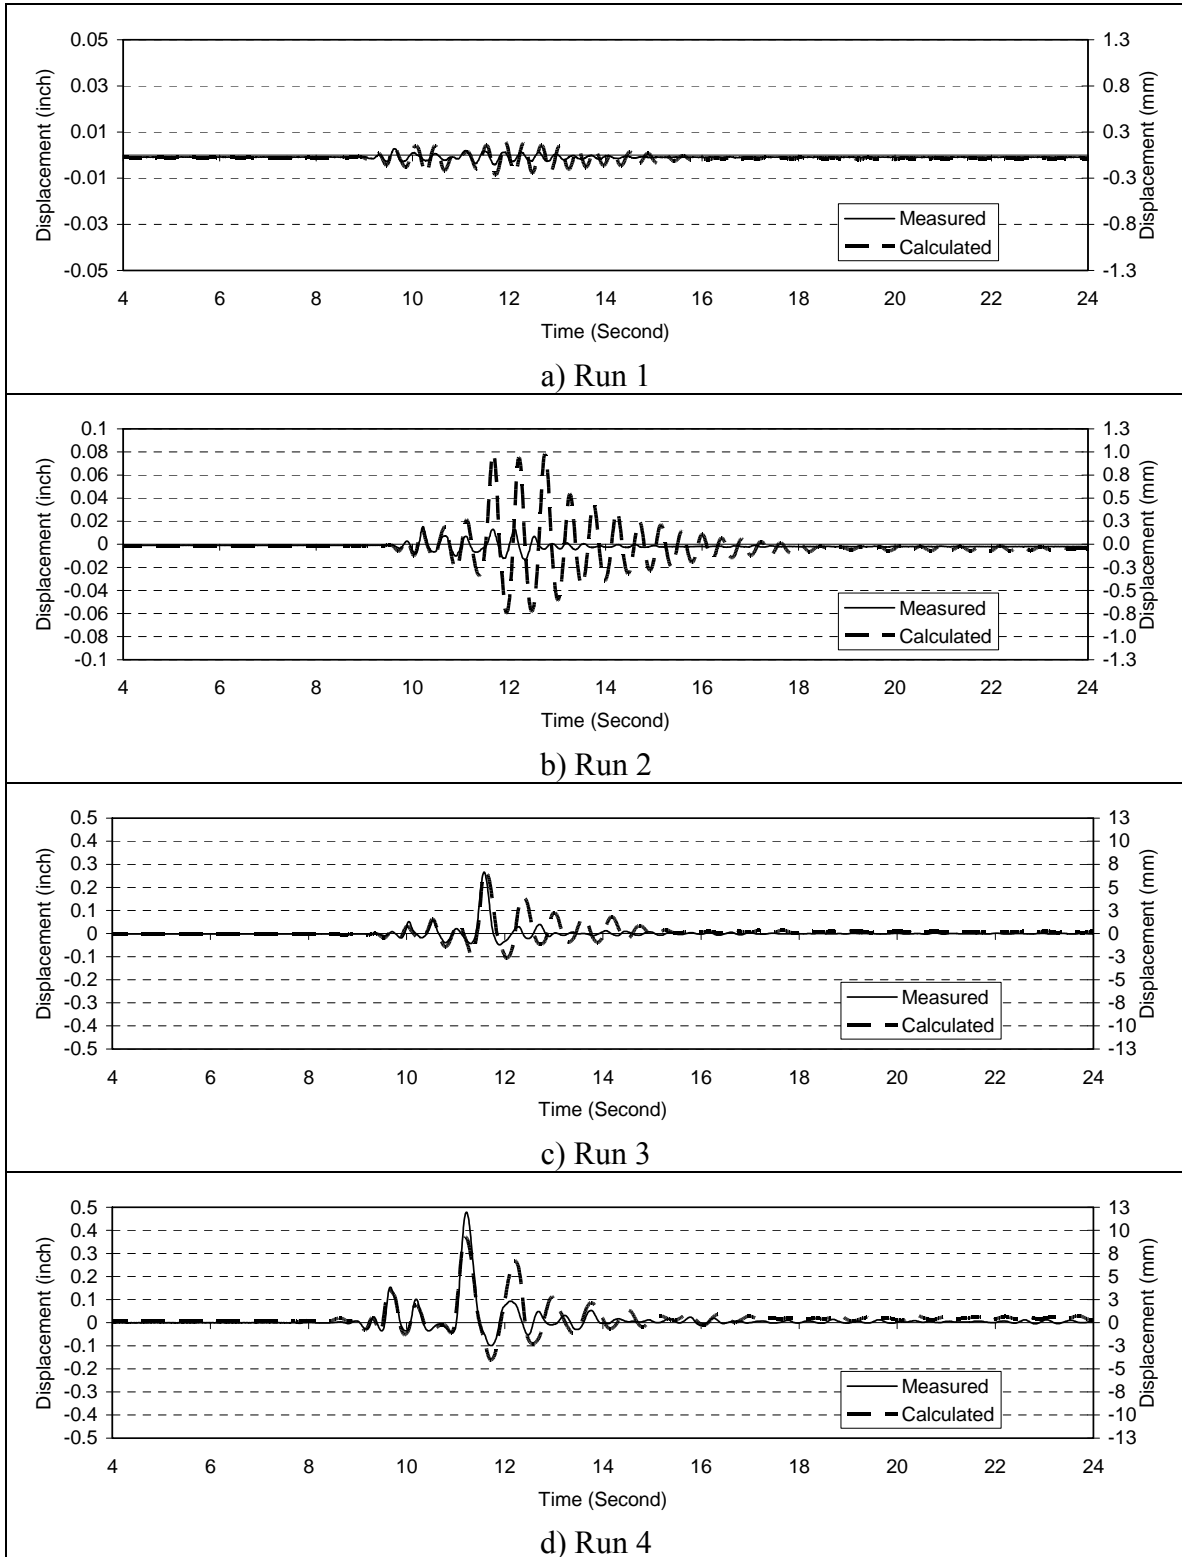 0.05
0.03
0.01
-0.01
-0.03
-0.05
Displacement (inch)
1.3
0.8
0.3
-0.3
-0.8
-1.3
Displacement (mm)
Measured
Calculated
4 6 8 10 12 14 16 18 20 22 24
Time (Second)
a) Run 1
0.1
0.08
0.06
0.04
0.02
0
-0.02
-0.04
-0.06
-0.08
-0.1
Displacement (inch)
1.3
1.0
0.8
0.5
0.3
0.0
-0.3
-0.5
-0.8
-1.0
-1.3
Displacement (mm)
Measured
Calculated
4 6 8 10 12 14 16 18 20 22 24
Time (Second)
b) Run 2
0.5
0.4
0.3
0.2
0.1
0
-0.1
-0.2
-0.3
-0.4
-0.5
Displacement (inch)
13
10
8
5
3
0
-3
-5
-8
-10
-13
Displacement (mm)
Measured
Calculated
4 6 8 10 12 14 16 18 20 22 24
Time (Second)
c) Run 3
0.5
0.4
0.3
0.2
0.1
0
-0.1
-0.2
-0.3
-0.4
-0.5
Displacement (inch)
13
10
8
5
3
0
-3
-5
-8
-10
-13
Displacement (mm)
Measured
Calculated
4 6 8 10 12 14 16 18 20 22 24
Time (Second)
d) Run 4